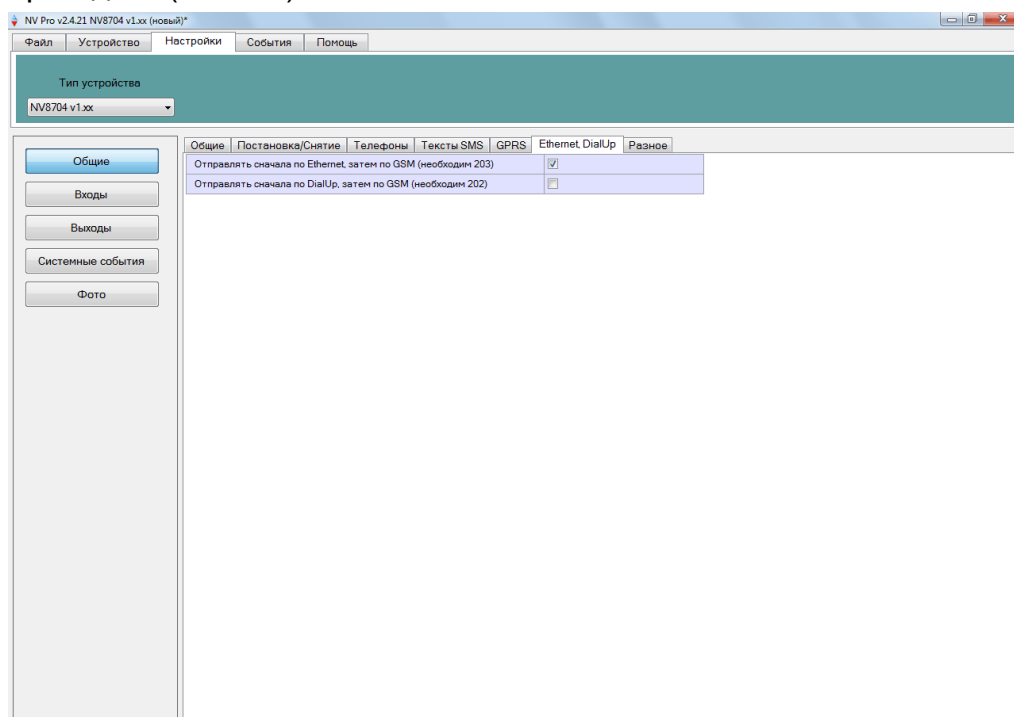 NV Pro v2.4.21 NV8704 v1.xx (новый)*
Файл Устройство Настройки События Помощь
Тип устройства
NV8704 v1.xx
Общие Постановка/Снятие Телефоны Тексты SMS GPRS Ethernet, DialUp Разное
Общие
Отправлять сначала по Ethernet, затем по GSM (необходим 203)
Отправлять сначала по DialUp, затем по GSM (необходим 202)
Входы
Выходы
Системные события
Фото